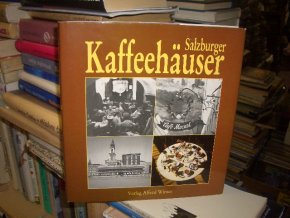 Salzburger
Kaffeehäuser
Café Mozart
Verlag Alfred Winter